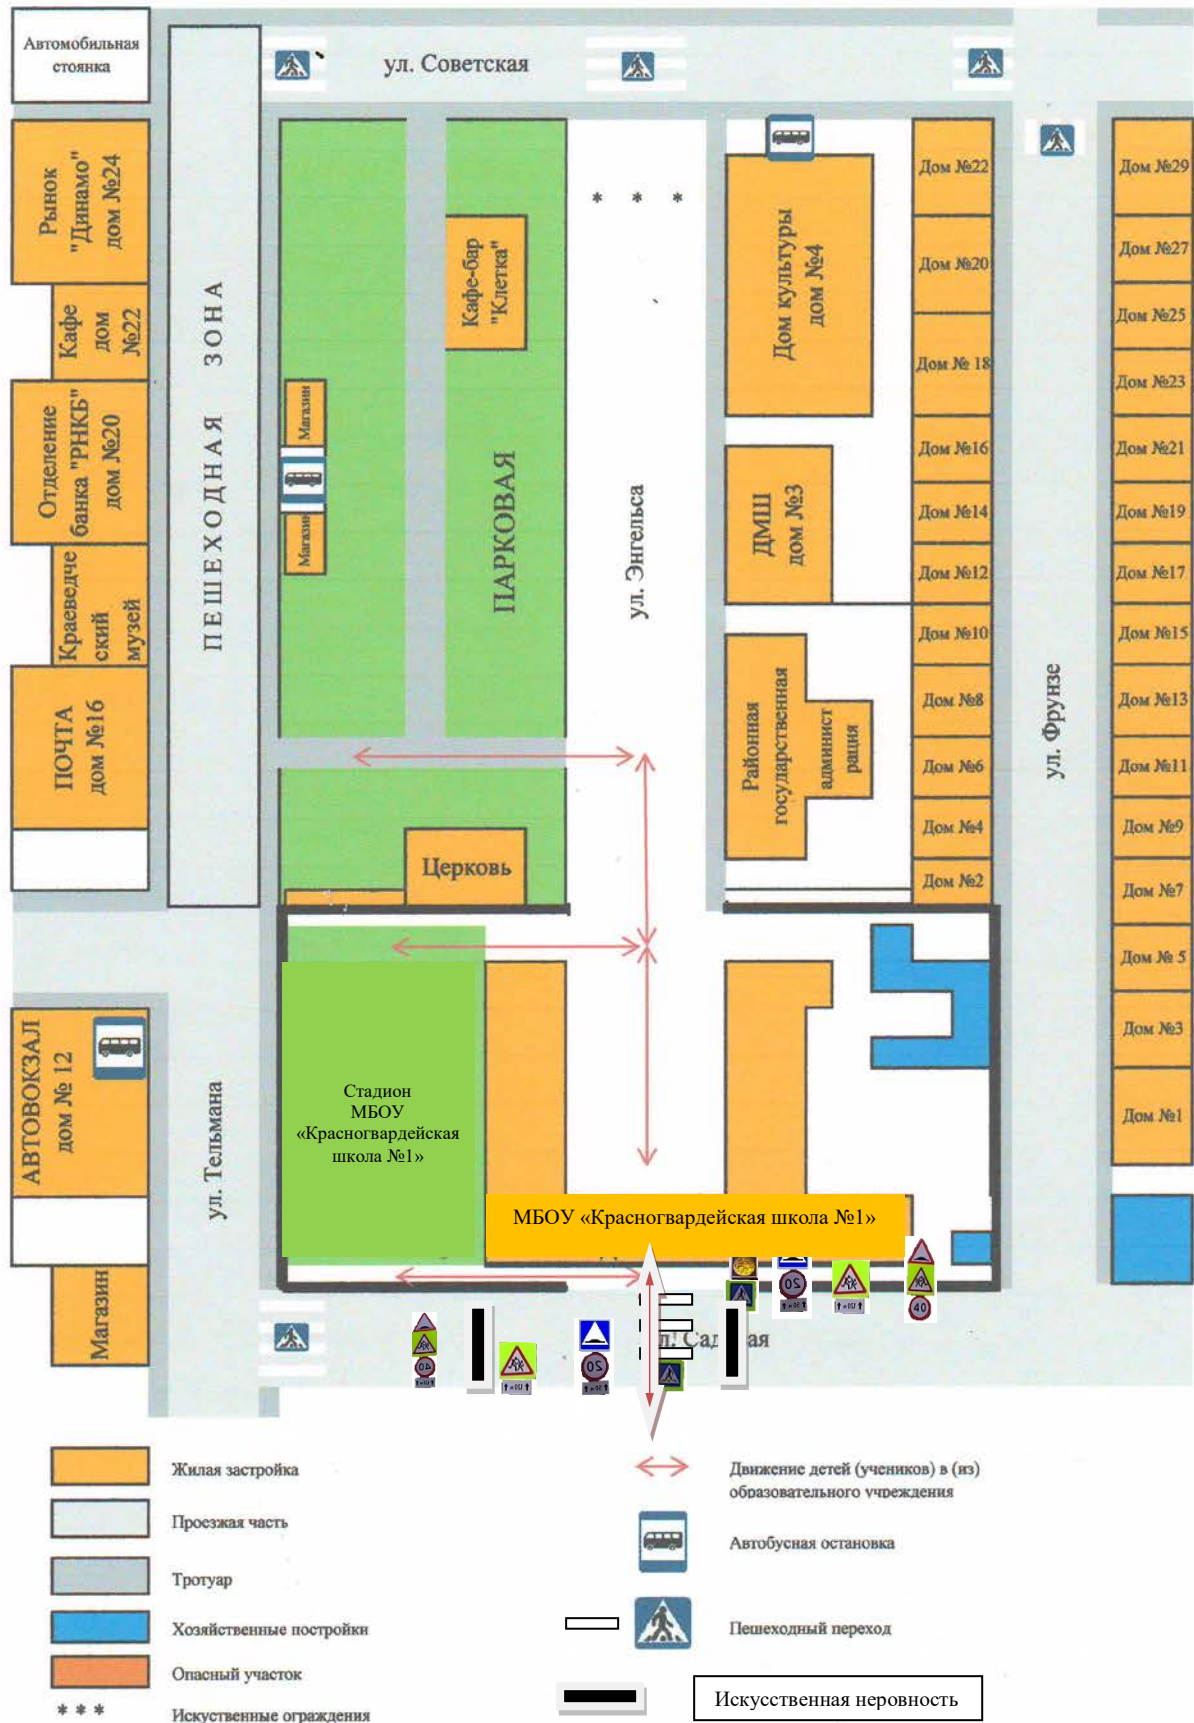 Автомобильная
стоянка
ул. Советская
Рынок
"Динамо"
дом №24
Кафе
дом
№22
Отделение
банка "РНКБ"
дом №20
Краеведче
ский
музей
ПОЧТА
дом №16
ПЕШЕХОДНАЯ ЗОНА
Магазин
Магазин
Кафе-бар
"Клетка"
ПАРКОВАЯ
* * *
ул. Энгельса
Дом культуры
дом №4
ДМШ
дом №3
Районная
государственная
админист
рация
Дом №22
Дом №20
Дом № 18
Дом №16
Дом №14
Дом №12
Дом №10
Дом №8
Дом №6
Дом №4
Дом №2
ул. Фрунзе
Дом №29
Дом №27
Дом №25
Дом №23
Дом №21
Дом №19
Дом №17
Дом №15
Дом №13
Дом №11
Дом №9
Дом №7
Дом № 5
Дом №3
Дом №1
Церковь
АВТОВОКЗАЛ
дом № 12
Магазин
ул. Тельмана
Стадион
МБОУ
«Красногвардейская
школа №1»
МБОУ «Красногвардейская школа №1»
20
40
40
20
Жилая застройка
Проезжая часть
Тротуар
Хозяйственные постройки
Опасный участок
* * *
Искуственные ограждения
Движение детей (учеников) в (из)
образовательного учреждения
Автобусная остановка
Пешеходный переход
Искусственная неровность